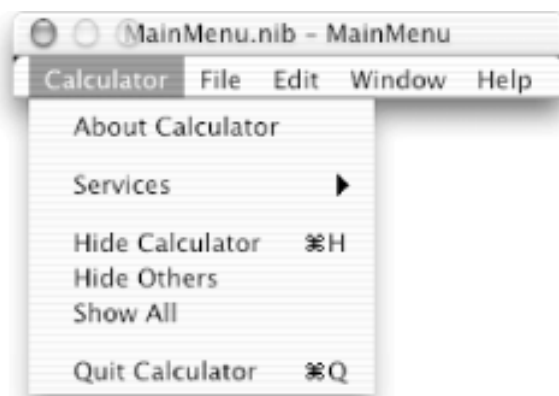 MainMenu.nib – MainMenu
Calculator File Edit Window Help
About Calculator
Services
Hide Calculator ⌘H
Hide Others
Show All
Quit Calculator ⌘Q